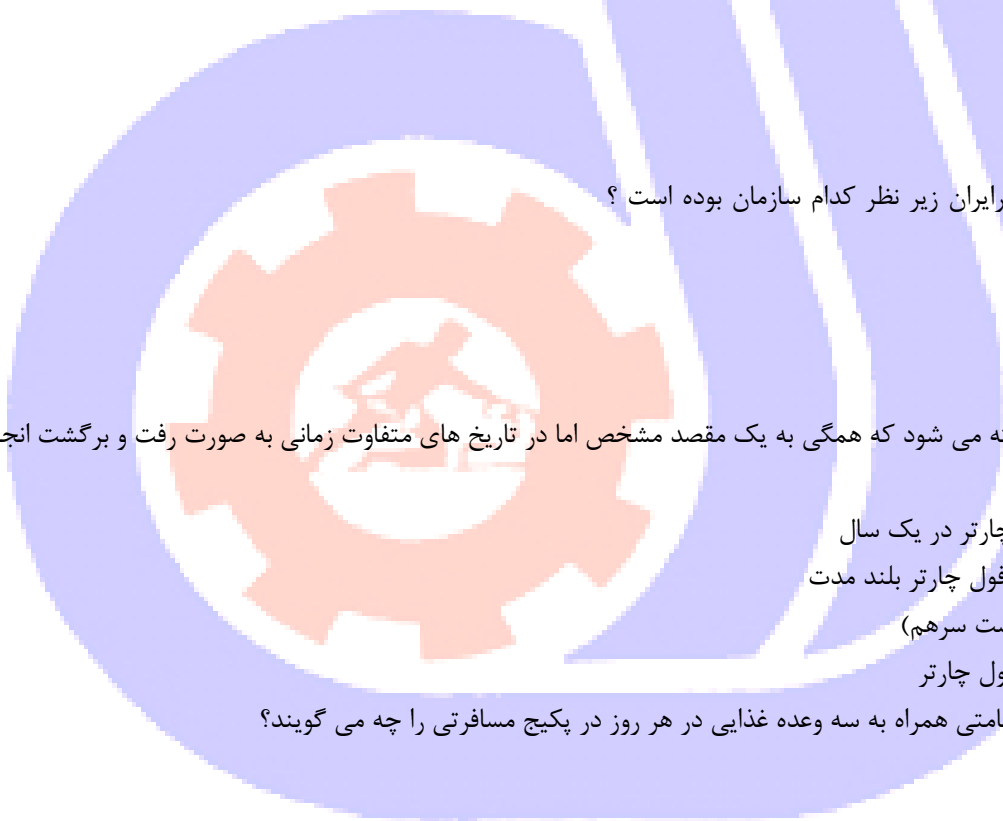 رایران زیر نظر کدام سازمان بوده است ؟
ته می شود که همگی به یک مقصد مشخص اما در تاریخ های متفاوت زمانی به صورت رفت و برگشت انج
چارتر در یک سال
فول چارتر بلند مدت
ست سرهم)
ول چارتر
امتی همراه به سه وعده غذایی در هر روز در پکیج مسافرتی را چه می گویند؟